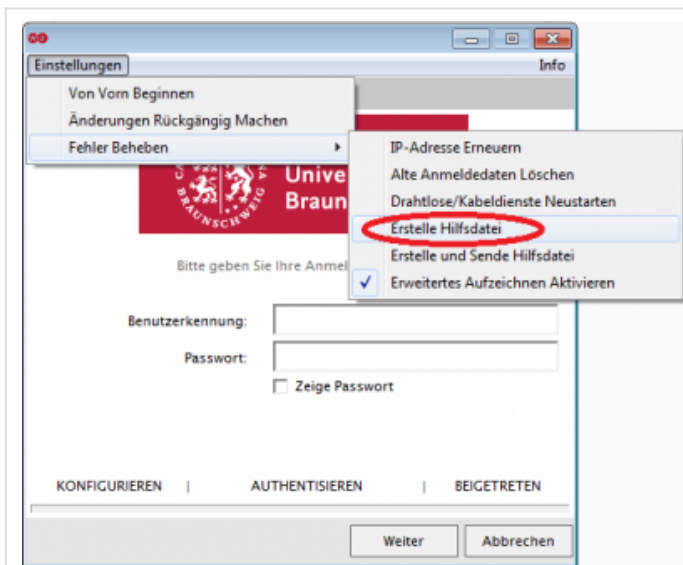 Einstellungen
Info
Von Vorn Beginnen
Änderungen Rückgängig Machen
Fehler Beheben
IP-Adresse Erneuern
Alte Anmeldedaten Löschen
Drahtlose/Kabeldienste Neustarten
Erstelle Hilfsdatei
Erstelle und Sende Hilfsdatei
Erweitertes Aufzeichnen Aktivieren
BRAUNSCHWEIG
Unive
Braun
Bitte geben Sie Ihre Anmel
Benutzerkennung:
Passwort:
Zeige Passwort
KONFIGURIEREN | AUTHENTISIEREN | BEIGETRETEN
Weiter Abbrechen